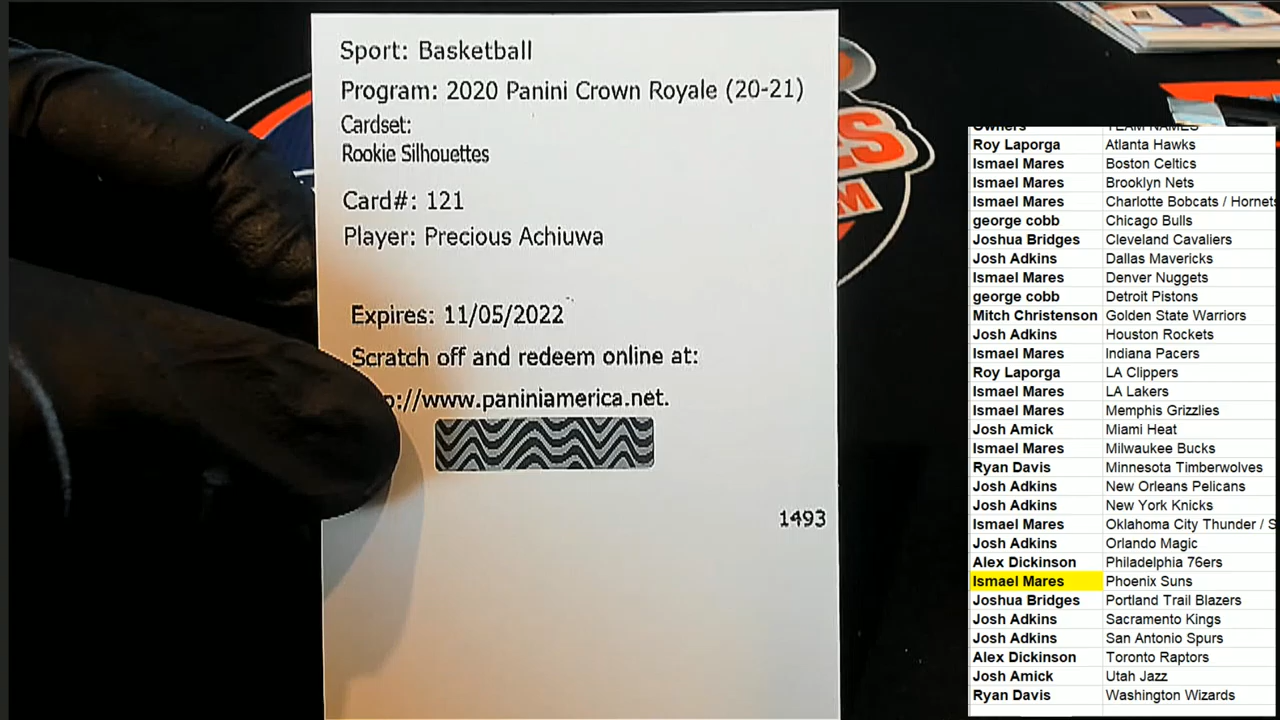 Sport: Basketball
Program: 2020 Panini Crown Royale (20-21)
Cardset:
Rookie Silhouettes
Card#: 121
Player: Precious Achiuwa
Expires: 11/05/2022
Scratch off and redeem online at:
://www.paniniamerica.net.
1493
Owners TEAM NAMES
Roy Laporga Atlanta Hawks
Ismael Mares Boston Celtics
Ismael Mares Brooklyn Nets
Ismael Mares Charlotte Bobcats / Hornets
george cobb Chicago Bulls
Joshua Bridges Cleveland Cavaliers
Josh Adkins Dallas Mavericks
Ismael Mares Denver Nuggets
george cobb Detroit Pistons
Mitch Christenson Golden State Warriors
Josh Adkins Houston Rockets
Ismael Mares Indiana Pacers
Roy Laporga LA Clippers
Ismael Mares LA Lakers
Ismael Mares Memphis Grizzlies
Josh Amick Miami Heat
Ismael Mares Milwaukee Bucks
Ryan Davis Minnesota Timberwolves
Josh Adkins New Orleans Pelicans
Josh Adkins New York Knicks
Ismael Mares Oklahoma City Thunder / S
Josh Adkins Orlando Magic
Alex Dickinson Philadelphia 76ers
Ismael Mares Phoenix Suns
Joshua Bridges Portland Trail Blazers
Josh Adkins Sacramento Kings
Josh Adkins San Antonio Spurs
Alex Dickinson Toronto Raptors
Josh Amick Utah Jazz
Ryan Davis Washington Wizards